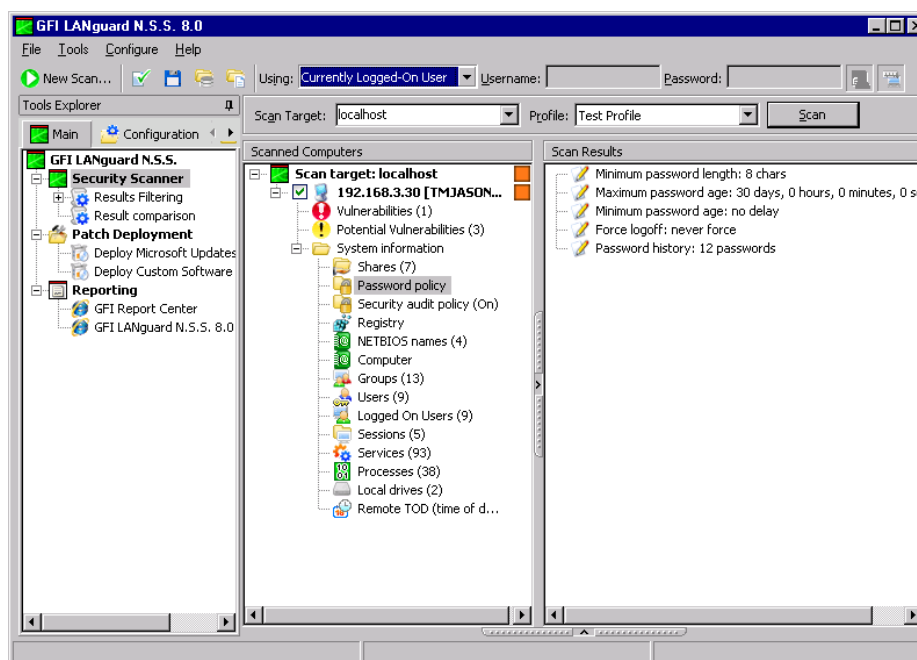 GFI LANguard N.S.S. 8.0
File Tools Configure Help
New Scan... Using: Currently Logged-On User Username: Password:
Tools Explorer
Main Configuration
GFI LANguard N.S.S.
Security Scanner
Results Filtering
Result comparison
Patch Deployment
Deploy Microsoft Updates
Deploy Custom Software
Reporting
GFI Report Center
GFI LANguard N.S.S. 8.0
Scan Target: localhost Profile: Test Profile Scan
Scanned Computers
Scan target: localhost
192.168.3.30 [TMJASON...
Vulnerabilities (1)
Potential Vulnerabilities (3)
System information
Shares (7)
Password policy
Security audit policy (On)
Registry
NETBIOS names (4)
Computer
Groups (13)
Users (9)
Logged On Users (9)
Sessions (5)
Services (93)
Processes (38)
Local drives (2)
Remote TOD (time of d...
Scan Results
Minimum password length: 8 chars
Maximum password age: 30 days, 0 hours, 0 minutes, 0 s
Minimum password age: no delay
Force logoff: never force
Password history: 12 passwords